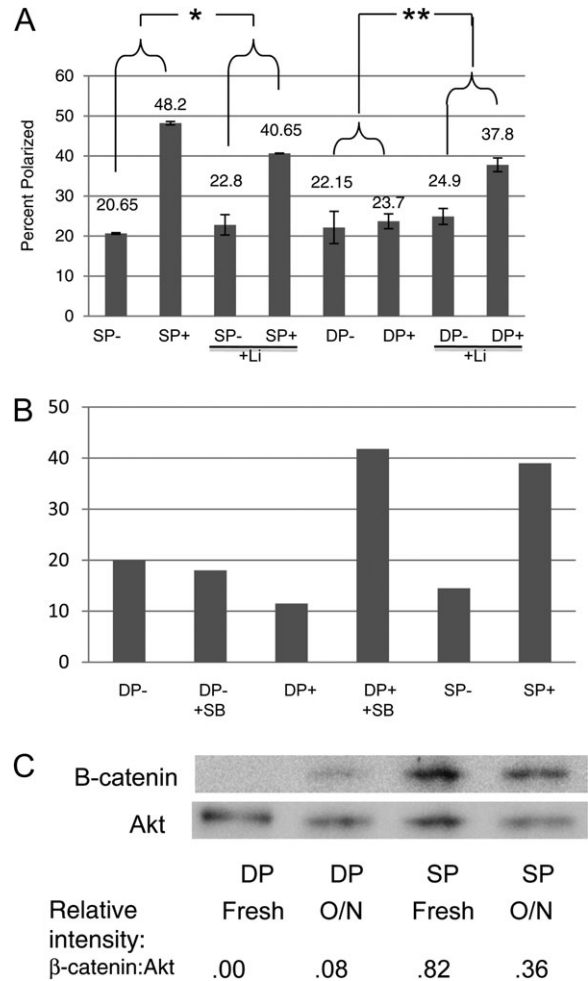 A
* **
Percent Polarized
60
50
40
30
20
10
0
20.65 48.2 22.8 40.65 22.15 23.7 24.9 37.8
SP- SP+ SP- SP+ DP- DP+ DP- DP+
+Li +Li
B
50
40
30
20
10
0
DP- DP- DP+ DP+ SP- SP+
+SB +SB
C
B-catenin
Akt
DP DP SP SP
Relative Fresh O/N Fresh O/N
intensity:
β-catenin:Akt .00 .08 .82 .36